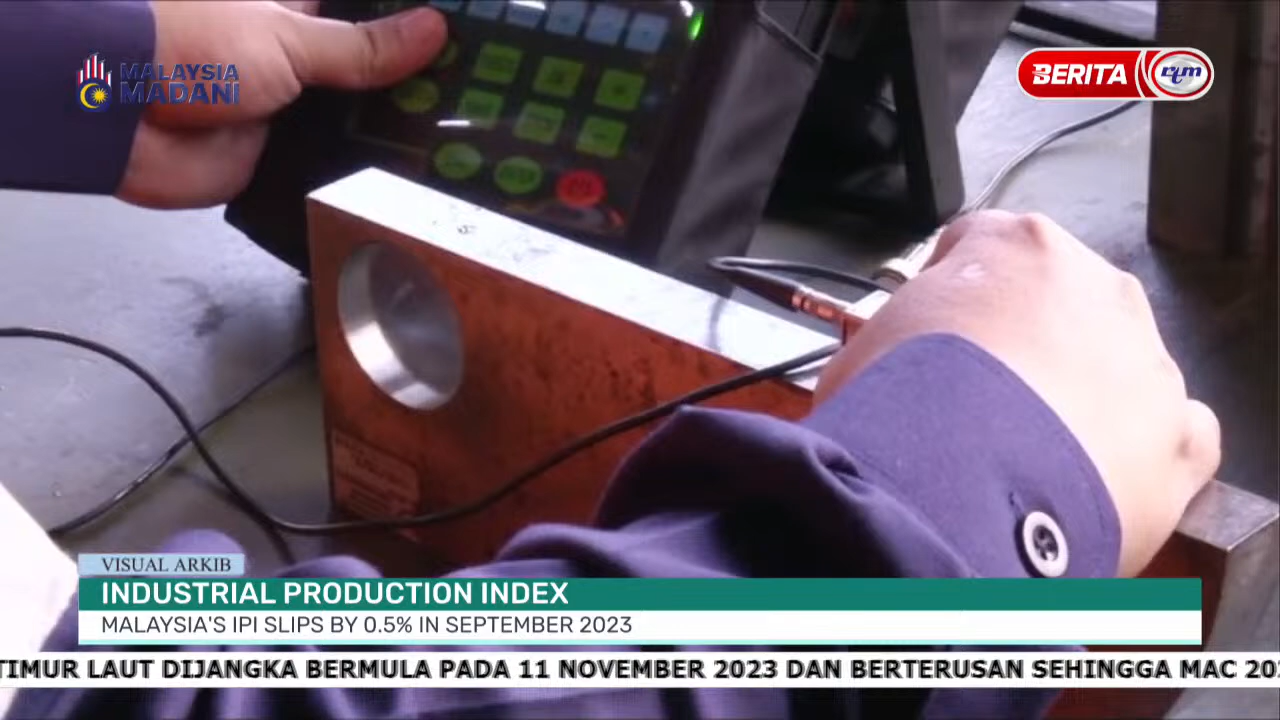 MALAYSIA
MADANI
BERITA rtm
VISUAL ARKIB
INDUSTRIAL PRODUCTION INDEX
MALAYSIA'S IPI SLIPS BY 0.5% IN SEPTEMBER 2023
TIMUR LAUT DIJANGKA BERMULA PADA 11 NOVEMBER 2023 DAN BERTERUSAN SEHINGGA MAC